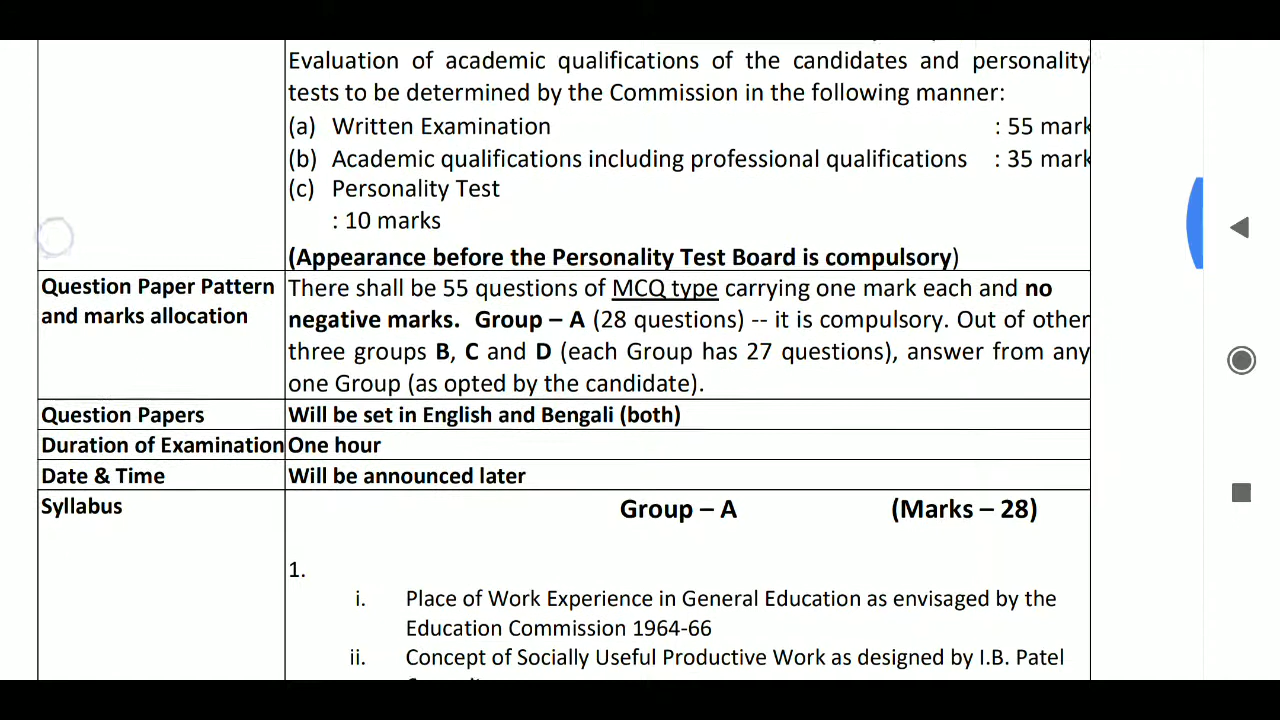 Evaluation of academic qualifications of the candidates and personality
tests to be determined by the Commission in the following manner:
(a) Written Examination : 55 mark
(b) Academic qualifications including professional qualifications : 35 mark
(c) Personality Test
: 10 marks
(Appearance before the Personality Test Board is compulsory)
Question Paper Pattern
and marks allocation
There shall be 55 questions of MCQ type carrying one mark each and no
negative marks. Group – A (28 questions) -- it is compulsory. Out of other
three groups B, C and D (each Group has 27 questions), answer from any
one Group (as opted by the candidate).
Question Papers Will be set in English and Bengali (both)
Duration of Examination One hour
Date & Time Will be announced later
Syllabus Group – A (Marks – 28)
1.
i. Place of Work Experience in General Education as envisaged by the
Education Commission 1964-66
ii. Concept of Socially Useful Productive Work as designed by I.B. Patel